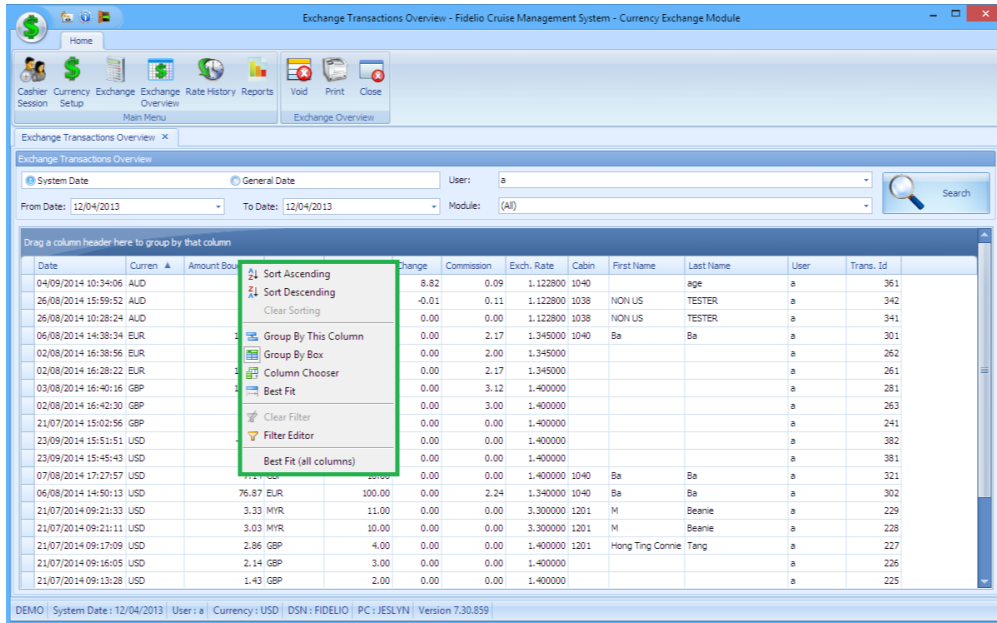 Exchange Transactions Overview - Fidelio Cruise Management System - Currency Exchange Module
Home
Cashier Session Currency Setup Exchange Exchange Overview Rate History Reports Void Print Close
Main Menu Exchange Overview
Exchange Transactions Overview ×
Exchange Transactions Overview
System Date General Date User: a Search
From Date: 12/04/2013 To Date: 12/04/2013 Module: (All)
Drag a column header here to group by that column
Date Curren Amount Bou Change Commission Exch. Rate Cabin First Name Last Name User Trans. Id
04/09/2014 10:34:06 AUD 8.82 0.09 1.122800 1040 age a 361
26/08/2014 15:59:52 AUD -0.01 0.11 1.122800 1038 NON US TESTER a 342
26/08/2014 10:28:24 AUD 0.00 0.00 1.122800 1038 NON US TESTER a 341
06/08/2014 14:38:34 EUR 0.00 2.17 1.345000 1040 Ba Ba a 301
02/08/2014 16:38:56 EUR 0.00 2.00 1.345000 a 262
02/08/2014 16:28:22 EUR 0.00 2.17 1.345000 a 261
03/08/2014 16:40:16 GBP 0.00 3.12 1.400000 a 281
02/08/2014 16:42:30 GBP 0.00 3.00 1.400000 a 263
21/07/2014 15:02:56 GBP 0.00 0.00 1.400000 a 241
23/09/2014 15:51:51 USD 0.00 0.00 1.400000 a 382
23/09/2014 15:45:43 USD 0.00 0.00 1.400000 a 381
07/08/2014 17:27:57 USD 0.00 0.00 1.400000 1040 Ba Ba a 321
06/08/2014 14:50:13 USD 76.87 EUR 100.00 0.00 2.24 1.340000 1040 Ba Ba a 302
21/07/2014 09:21:33 USD 3.33 MYR 11.00 0.00 0.00 3.300000 1201 M Beanie a 229
21/07/2014 09:21:11 USD 3.03 MYR 10.00 0.00 0.00 3.300000 1201 M Beanie a 228
21/07/2014 09:17:09 USD 2.86 GBP 4.00 0.00 0.00 1.400000 1201 Hong Ting Connie Tang a 227
21/07/2014 09:16:05 USD 2.14 GBP 3.00 0.00 0.00 1.400000 a 226
21/07/2014 09:13:28 USD 1.43 GBP 2.00 0.00 0.00 1.400000 a 225
Sort Ascending
Sort Descending
Clear Sorting
Group By This Column
Group By Box
Column Chooser
Best Fit
Clear Filter
Filter Editor
Best Fit (all columns)
DEMO System Date : 12/04/2013 User : a Currency : USD DSN : FIDELIO PC : JESLYN Version 7.30.859